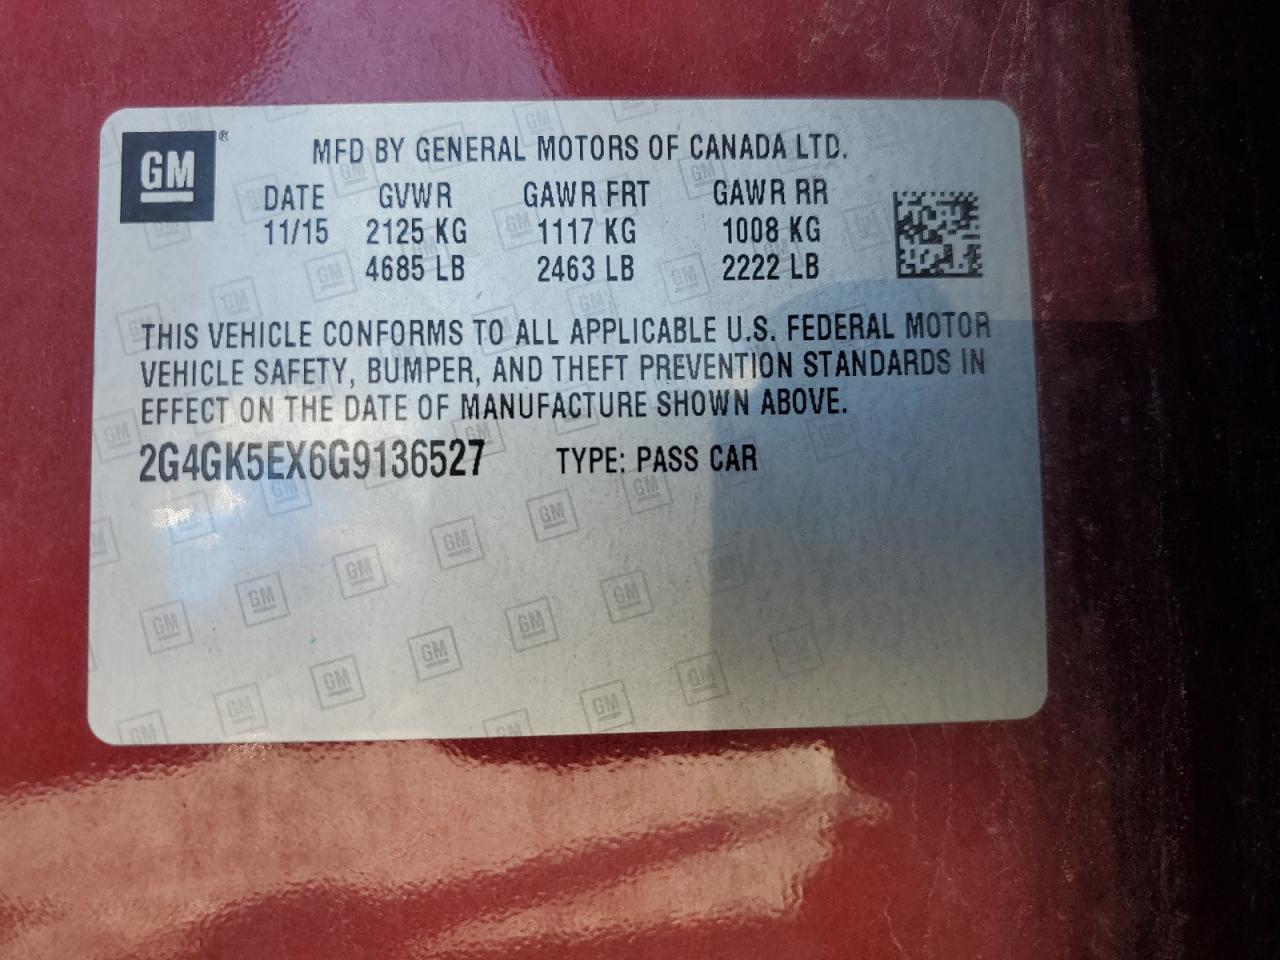 GM®
MFD BY GENERAL MOTORS OF CANADA LTD.
DATE GVWR GAWR FRT GAWR RR
11/15 2125 KG 1117 KG 1008 KG
4685 LB 2463 LB 2222 LB
THIS VEHICLE CONFORMS TO ALL APPLICABLE U.S. FEDERAL MOTOR
VEHICLE SAFETY, BUMPER, AND THEFT PREVENTION STANDARDS IN
EFFECT ON THE DATE OF MANUFACTURE SHOWN ABOVE.
2G4GK5EX6G9136527 TYPE: PASS CAR